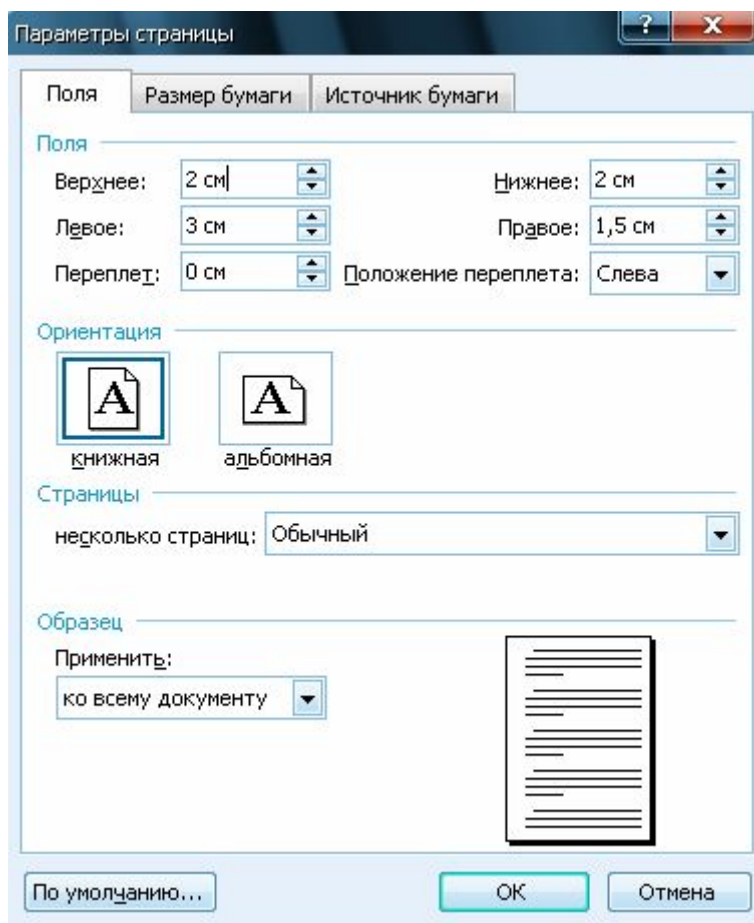 Параметры страницы ? X
Поля Размер бумаги Источник бумаги
Поля
Верхнее: 2 см Нижнее: 2 см
Левое: 3 см Правое: 1,5 см
Переплет: 0 см Положение переплета: Слева
Ориентация
A A
книжная альбомная
Страницы
несколько страниц: Обычный
Образец
Применить:
ко всему документу
По умолчанию... ОК Отмена